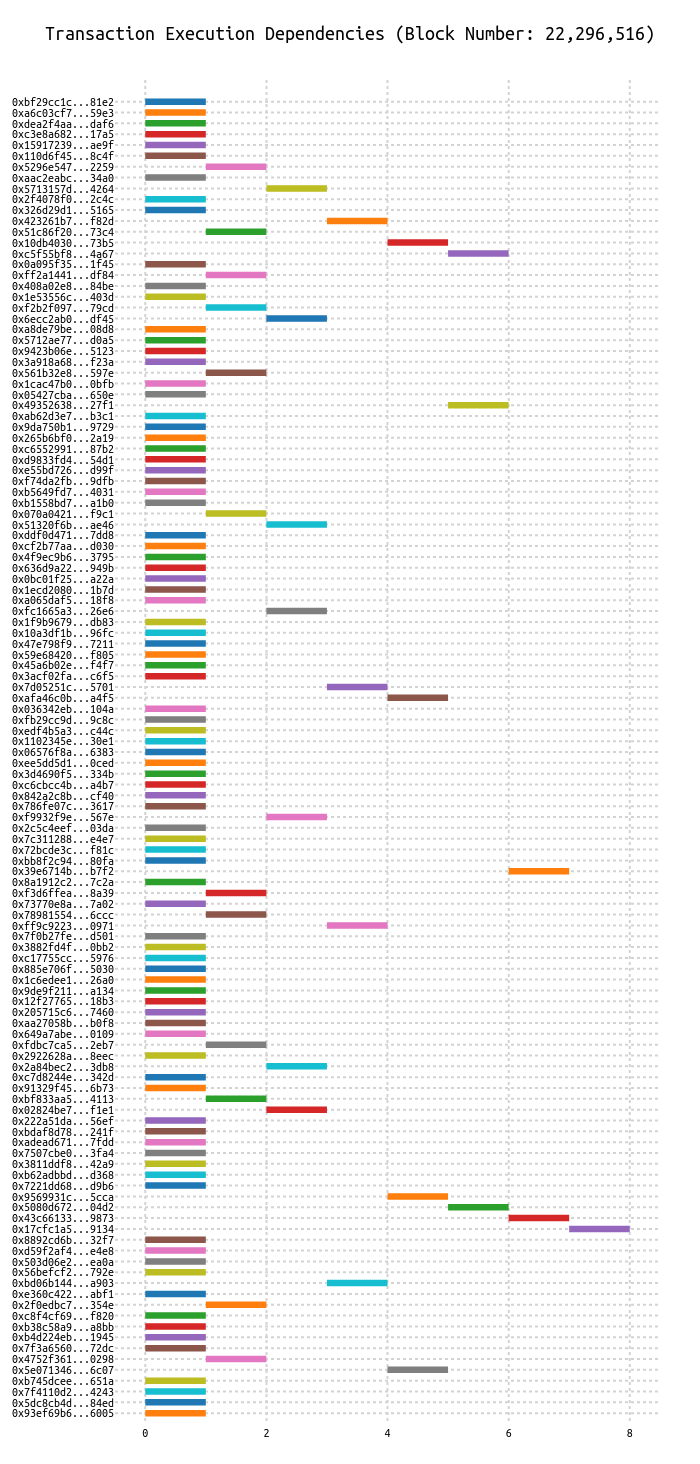 Transaction Execution Dependencies (Block Number: 22,296,516)
0xbf29cc1c...81e2
0xa6c03cf7...59e3
0xdea2f4aa...daf6
0xc3e8a682...17a5
0x15917239...ae9f
0x110d6f45...8c4f
0x5296e547...2259
0xaac2eabc...34a0
0x5713157d...4264
0x2f4078f0...2c4c
0x326d29d1...5165
0x423261b7...f82d
0x51c86f20...73c4
0x10db4030...73b5
0xc5f55bf8...4a67
0x0a095f35...1f45
0xff2a1441...df84
0x408a02e8...84be
0x1e53556c...403d
0xf2b2f097...79cd
0x6ecc2ab0...df45
0xa8de79be...08d8
0x5712ae77...d0a5
0x9423b06e...5123
0x3a918a68...f23a
0x561b32e8...597e
0x1cac47b0...0bfb
0x05427cba...650e
0x49352638...27f1
0xab62d3e7...b3c1
0x9da750b1...9729
0x265b6bf0...2a19
0xc6552991...87b2
0xd9833fd4...54d1
0xe55bd726...d99f
0xf74da2fb...9dfb
0xb5649fd7...4031
0xb1558bd7...a1b0
0x070a0421...f9c1
0x51320f6b...ae46
0xddf0d471...7dd8
0xcf2b77aa...d030
0x4f9ec9b6...3795
0x636d9a22...949b
0x0bc01f25...a22a
0x1ecd2080...1b7d
0xa065daf5...18f8
0xfc1665a3...26e6
0x1f9b9679...db83
0x10a3df1b...96fc
0x47e798f9...7211
0x59e68420...f805
0x45a6b02e...f4f7
0x3acf02fa...c6f5
0x7d05251c...5701
0xafa46c0b...a4f5
0x036342eb...104a
0xfb29cc9d...9c8c
0xedf4b5a3...c44c
0x1102345e...30e1
0x06576f8a...6383
0xee5dd5d1...0ced
0x3d4690f5...334b
0xc6cbcc4b...a4b7
0x842a2c8b...cf40
0x786fe07c...3617
0xf9932f9e...567e
0x2c5c4eef...03da
0x7c311288...e4e7
0x72bcde3c...f81c
0xbb8f2c94...80fa
0x39e6714b...b7f2
0x8a1912c2...7c2a
0xf3d6ffea...8a39
0x73770e8a...7a02
0x78981554...6ccc
0xff9c9223...0971
0x7f0b27fe...d501
0x3882fd4f...0bb2
0xc17755cc...5976
0x885e706f...5030
0x1c6edee1...26a0
0x9de9f211...a134
0x12f27765...18b3
0x205715c6...7460
0xaa27058b...b0f8
0x649a7abe...0109
0xfdbc7ca5...2eb7
0x2922628a...8eec
0x2a84bec2...3db8
0xc7d8244e...342d
0x91329f45...6b73
0xbf833aa5...4113
0x02824be7...f1e1
0x222a51da...56ef
0xbdaf8d78...241f
0xadead671...7fdd
0x7507cbe0...3fa4
0x3811ddf8...42a9
0xb62adbbd...d368
0x7221dd68...d9b6
0x9569931c...5cca
0x5080d672...04d2
0x43c66133...9873
0x17cfc1a5...9134
0x8892cd6b...32f7
0xd59f2af4...e4e8
0x503d06e2...ea0a
0x56befcf2...792e
0xbd06b144...a903
0xe360c422...abf1
0x2f0edbc7...354e
0xc8f4cf69...f820
0xb38c58a9...a8bb
0xb4d224eb...1945
0x7f3a6560...72dc
0x4752f361...0298
0x5e071346...6c07
0xb745dcee...651a
0x7f4110d2...4243
0x5dc8cb4d...84ed
0x93ef69b6...6005
0 2 4 6 8